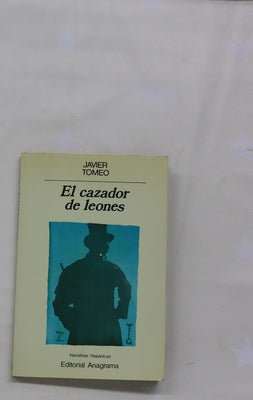 JAVIER
TOMEO
El cazador
de leones
Narrativas hispánicas
Editorial Anagrama